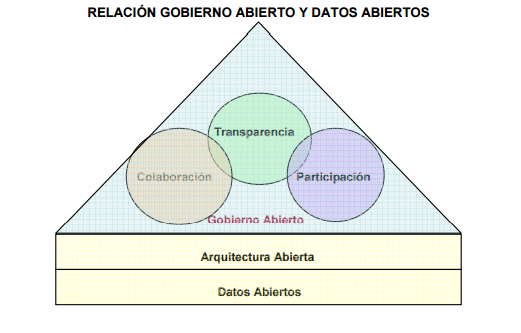 RELACIÓN GOBIERNO ABIERTO Y DATOS ABIERTOS
Transparencia
Colaboración
Participación
Gobierno Abierto
Arquitectura Abierta
Datos Abiertos